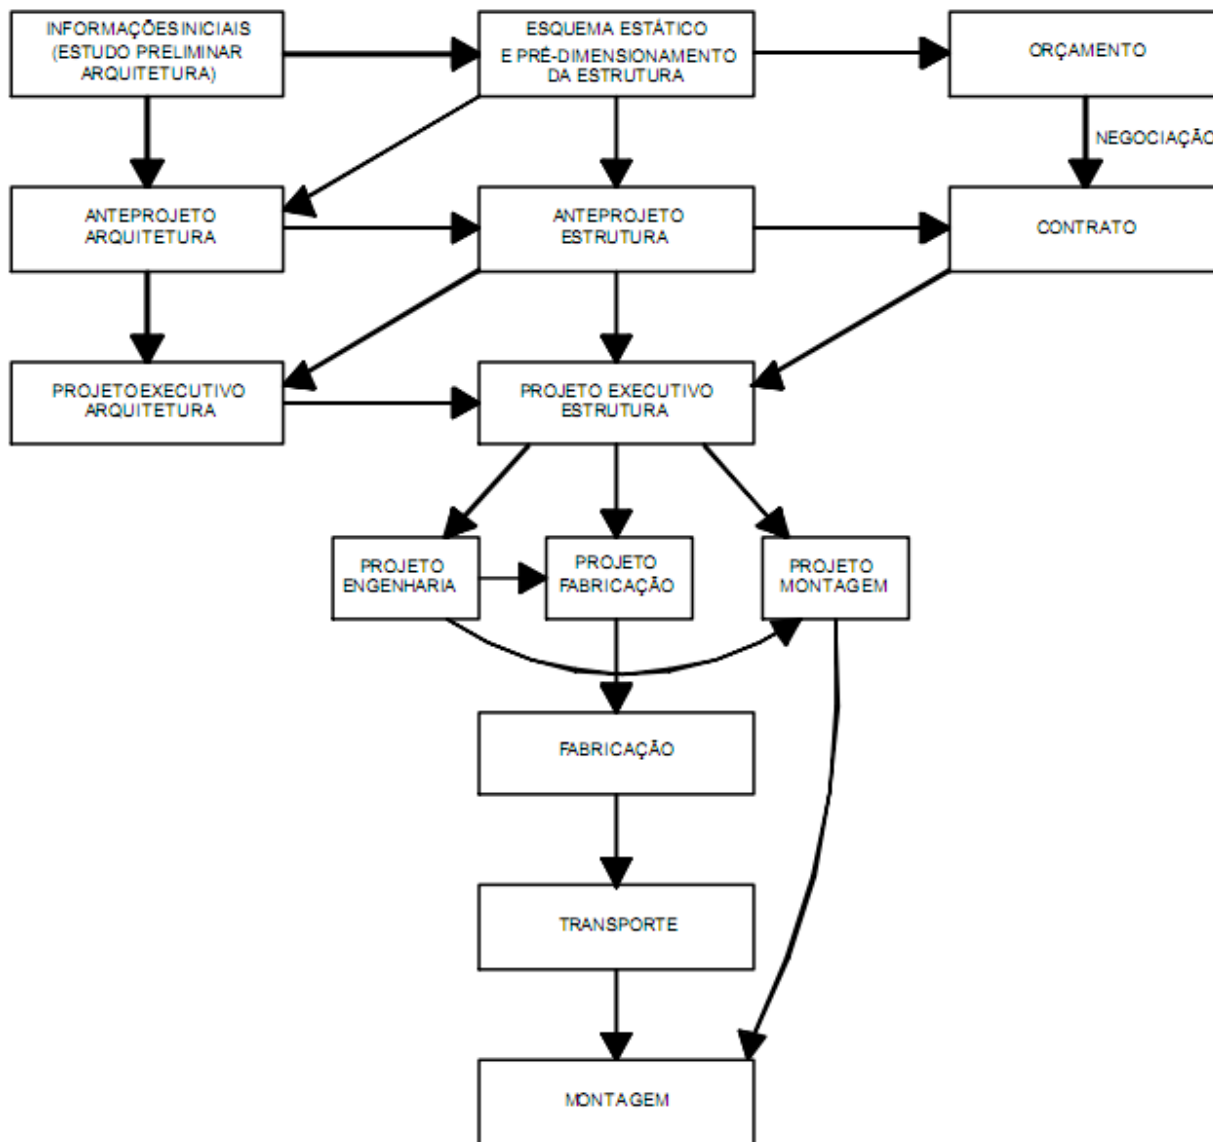 INFORMAÇÕES INICIAIS
(ESTUDO PRELIMINAR
ARQUITETURA)
ESQUEMA ESTÁTICO
E PRÉ-DIMENSIONAMENTO
DA ESTRUTURA
ORÇAMENTO
NEGOCIAÇÃO
ANTEPROJETO
ARQUITETURA
ANTEPROJETO
ESTRUTURA
CONTRATO
PROJETO EXECUTIVO
ARQUITETURA
PROJETO EXECUTIVO
ESTRUTURA
PROJETO
ENGENHARIA
PROJETO
FABRICAÇÃO
PROJETO
MONTAGEM
FABRICAÇÃO
TRANSPORTE
MONTAGEM